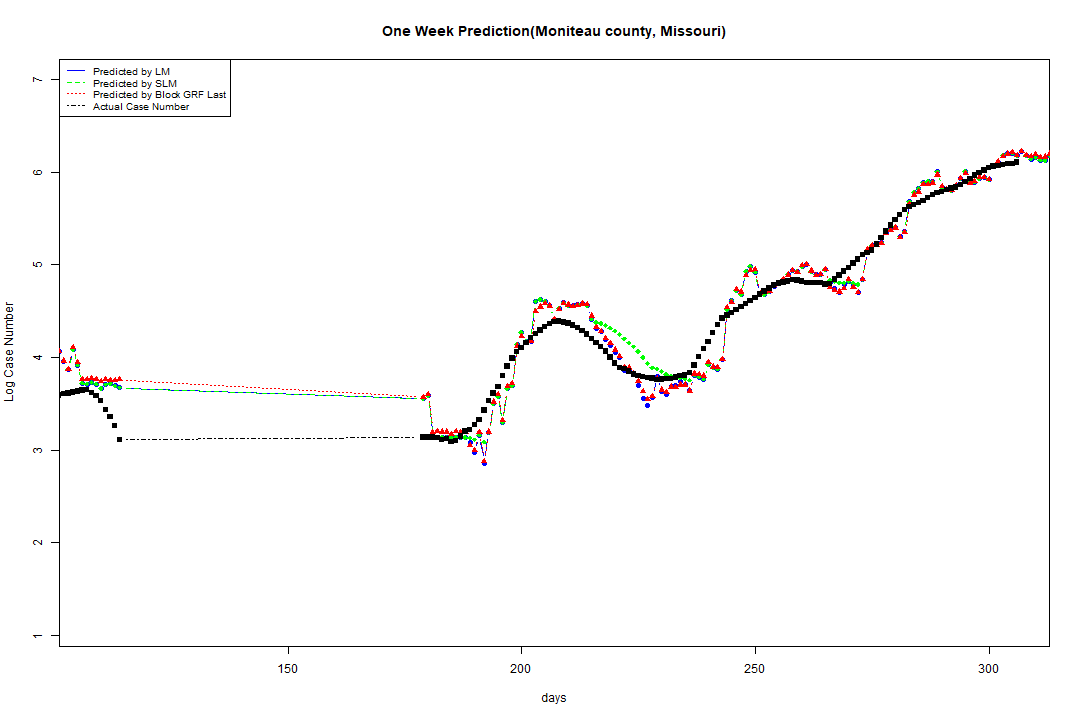 One Week Prediction(Moniteau county, Missouri)
Predicted by LM
Predicted by SLM
Predicted by Block GRF Last
Actual Case Number
7
6
5
4
3
2
1
Log Case Number
150
200
250
300
days